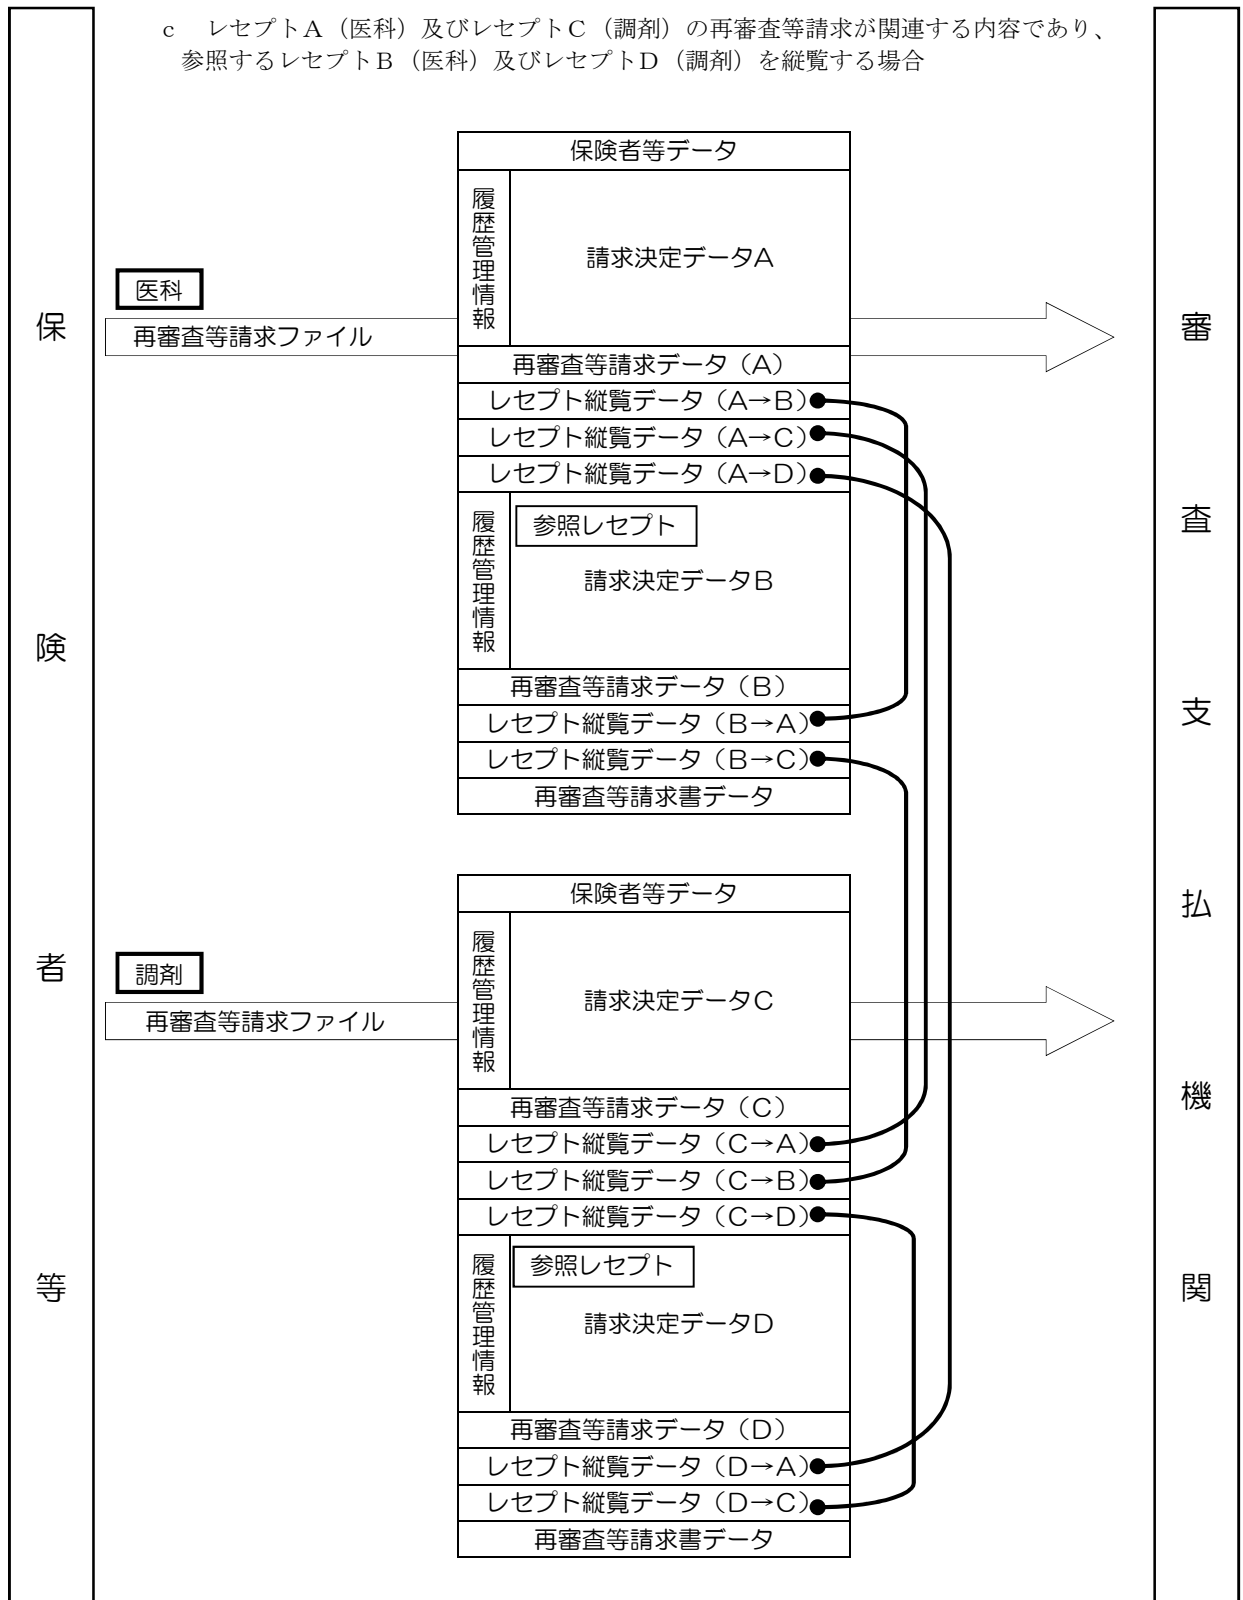 c　レセプトA（医科）及びレセプトC（調剤）の再審査等請求が関連する内容であり、
参照するレセプトB（医科）及びレセプトD（調剤）を縦覧する場合
保険者等
医科
再審査等請求ファイル
保険者等データ
履歴管理情報
請求決定データA
再審査等請求データ（A）
レセプト縦覧データ（A→B）
レセプト縦覧データ（A→C）
レセプト縦覧データ（A→D）
履歴管理情報
参照レセプト
請求決定データB
再審査等請求データ（B）
レセプト縦覧データ（B→A）
レセプト縦覧データ（B→C）
再審査等請求書データ
調剤
再審査等請求ファイル
保険者等データ
履歴管理情報
請求決定データC
再審査等請求データ（C）
レセプト縦覧データ（C→A）
レセプト縦覧データ（C→B）
レセプト縦覧データ（C→D）
履歴管理情報
参照レセプト
請求決定データD
再審査等請求データ（D）
レセプト縦覧データ（D→A）
レセプト縦覧データ（D→C）
再審査等請求書データ
審査支払機関